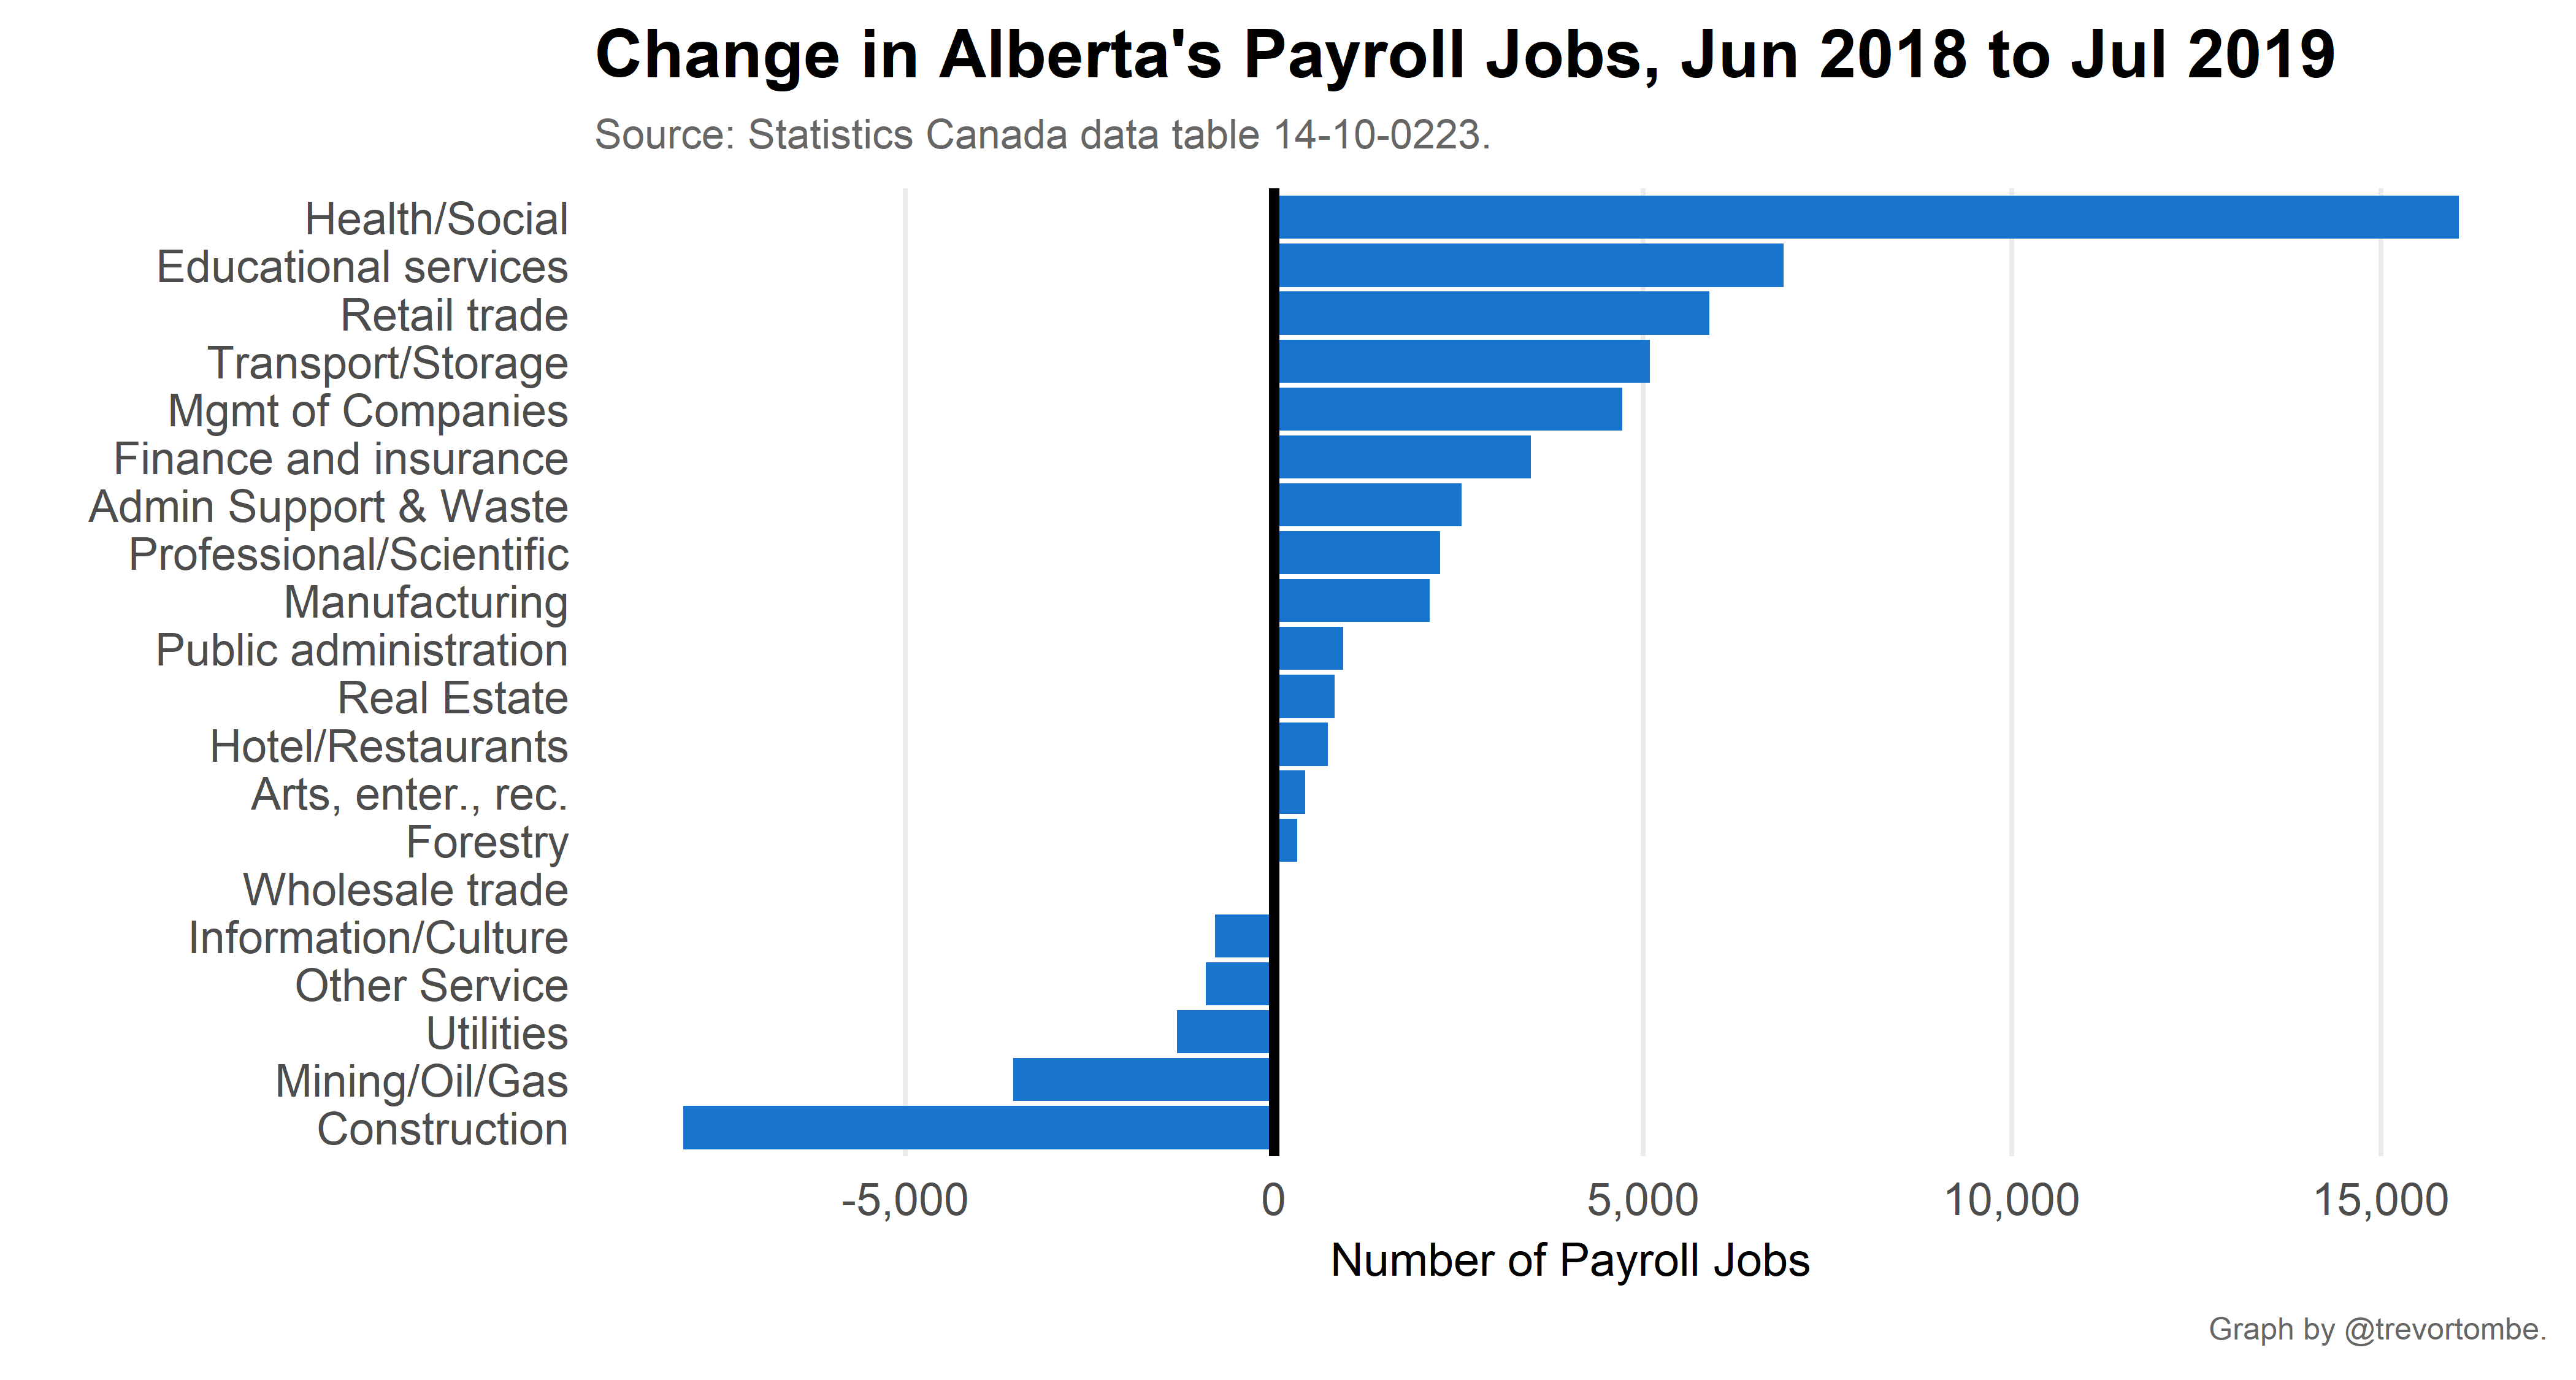 Change in Alberta's Payroll Jobs, Jun 2018 to Jul 2019
Source: Statistics Canada data table 14-10-0223.
Health/Social
Educational services
Retail trade
Transport/Storage
Mgmt of Companies
Finance and insurance
Admin Support & Waste
Professional/Scientific
Manufacturing
Public administration
Real Estate
Hotel/Restaurants
Arts, enter., rec.
Forestry
Wholesale trade
Information/Culture
Other Service
Utilities
Mining/Oil/Gas
Construction
-5,000 0 5,000 10,000 15,000
Number of Payroll Jobs
Graph by @trevortombe.